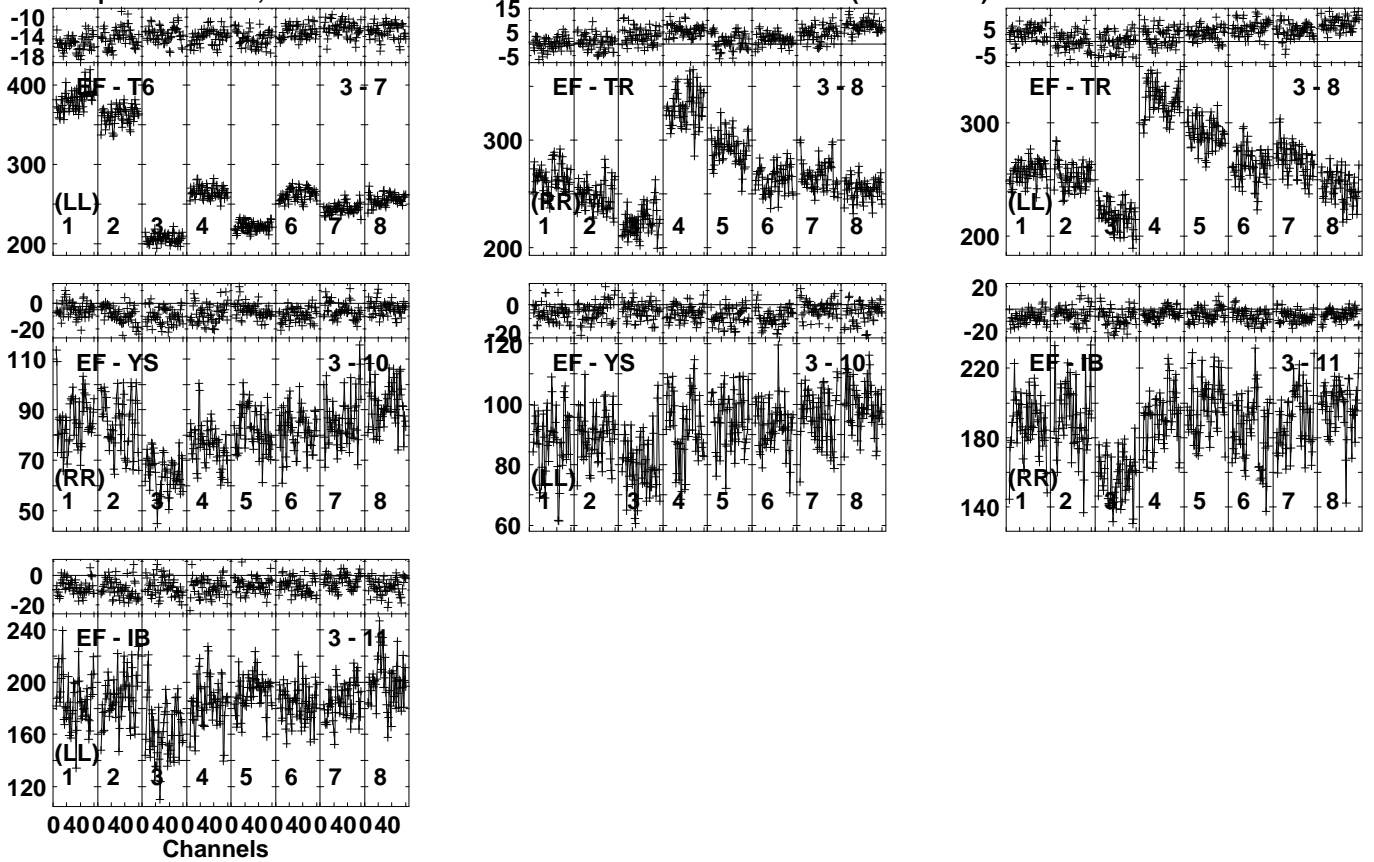 -10 -14 -18
400 300 200
EF - T6 3 - 7
(LL)
1 2 3 4 5 6 7 8
15 5 -5
300 200
EF - TR 3 - 8
(RR)
1 2 3 4 5 6 7 8
5 -5
300 200
EF - TR 3 - 8
(LL)
1 2 3 4 5 6 7 8
0 -20
110 90 70 50
EF - YS 3 - 10
(RR)
1 2 3 4 5 6 7 8
0 -20
120 100 80 60
EF - YS 3 - 10
(LL)
1 2 3 4 5 6 7 8
20 -20
220 180 140
EF - IB 3 - 11
(RR)
1 2 3 4 5 6 7 8
0 -20
240 200 160 120
EF - IB 3 - 11
(LL)
1 2 3 4 5 6 7 8
0 40 0 40 0 40 0 40 0 40 0 40 0 40 0 40
Channels